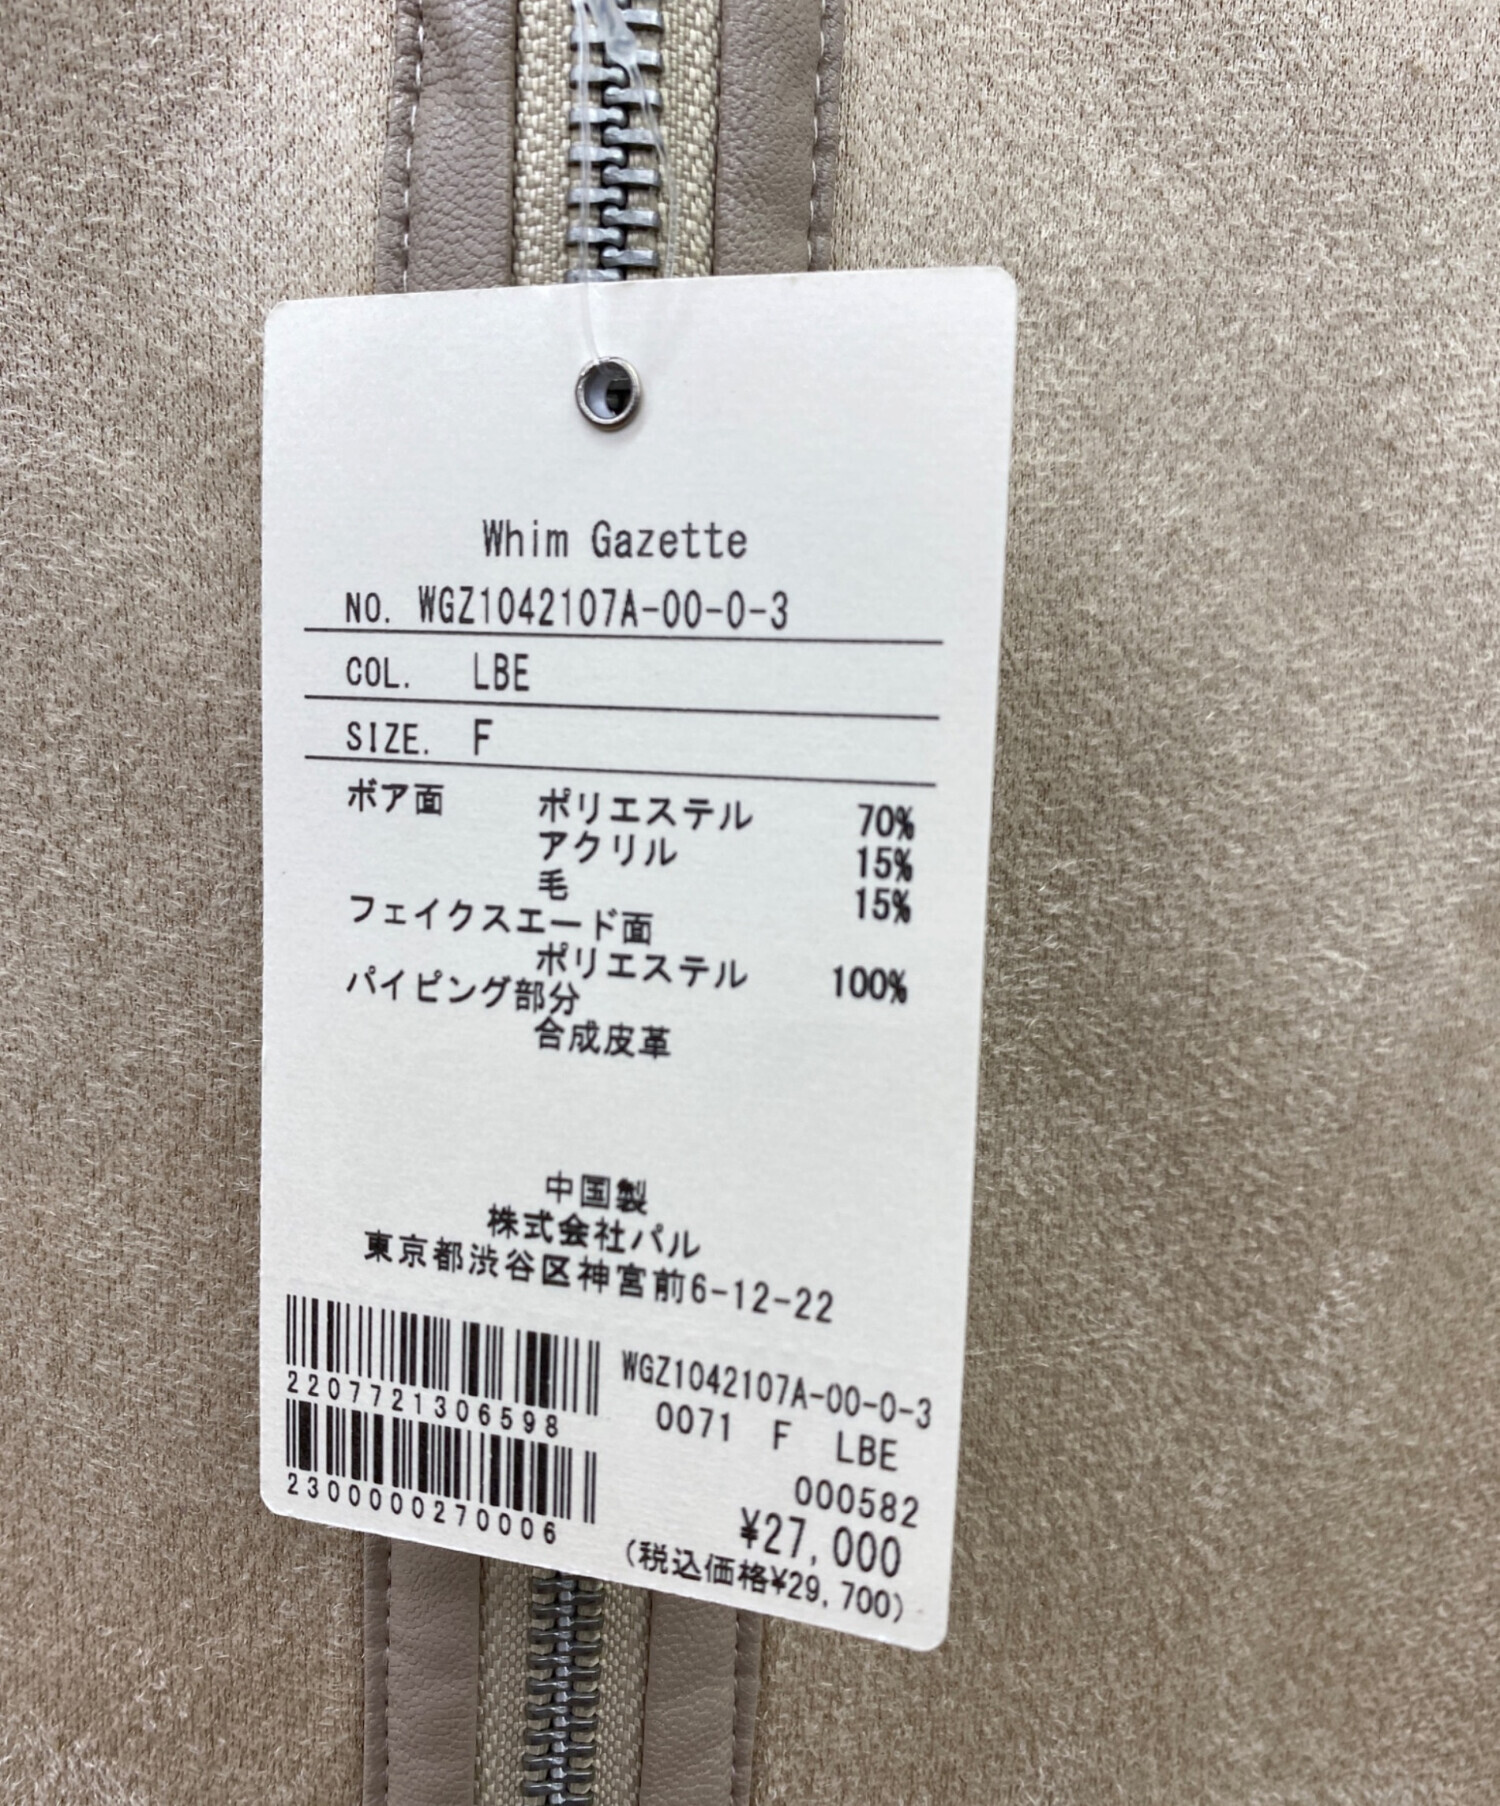 Whim Gazette
NO. WGZ1042107A-00-0-3
COL. LBE
SIZE. F
ボア面 ポリエステル 70%
アクリル 15%
毛 15%
フェイクスエード面
ポリエステル 100%
パイピング部分
合成皮革
中国製
株式会社パル
東京都渋谷区神宮前6-12-22
2207721306598
2300000270006
WGZ1042107A-00-0-3
0071 F LBE
000582
¥27,000
(税込価格¥29,700)